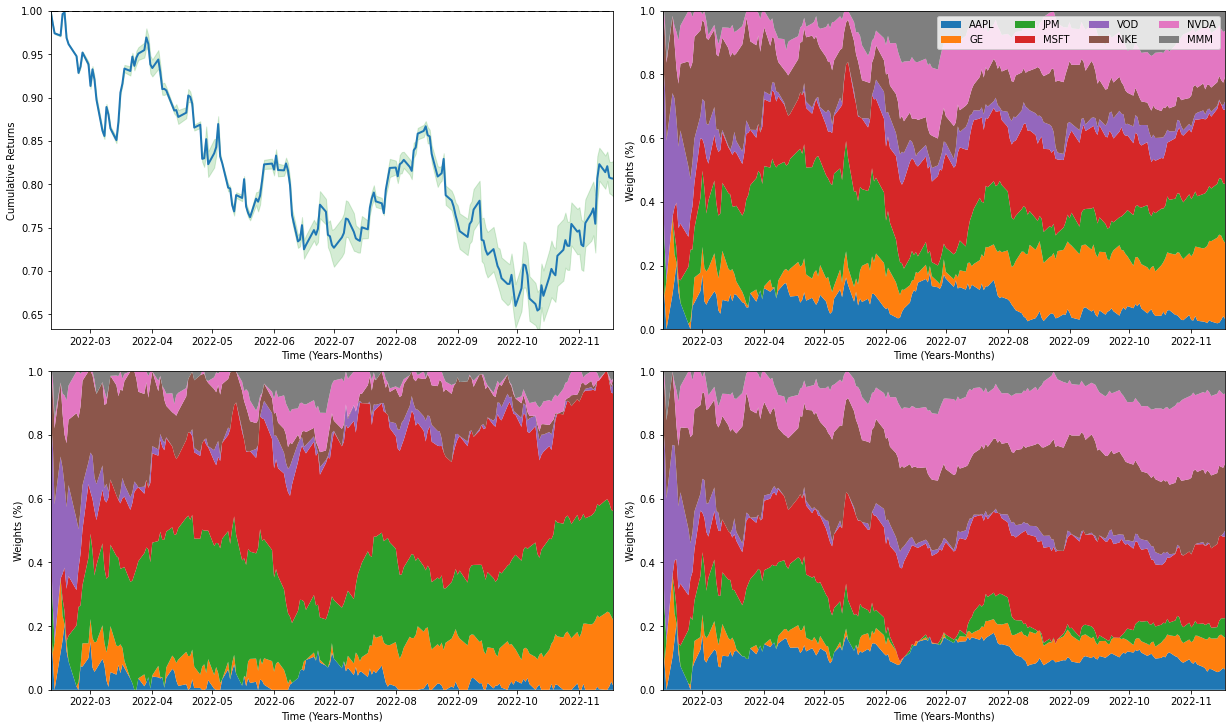 1.00
0.95
0.90
0.85
0.80
0.75
0.70
0.65
Cumulative Returns
2022-03 2022-04 2022-05 2022-06 2022-07 2022-08 2022-09 2022-10 2022-11
Time (Years-Months)
1.0
0.8
0.6
0.4
0.2
0.0
Weights (%)
AAPL JPM VOD NVDA
GE MSFT NKE MMM
2022-03 2022-04 2022-05 2022-06 2022-07 2022-08 2022-09 2022-10 2022-11
Time (Years-Months)
1.0
0.8
0.6
0.4
0.2
0.0
Weights (%)
2022-03 2022-04 2022-05 2022-06 2022-07 2022-08 2022-09 2022-10 2022-11
Time (Years-Months)
1.0
0.8
0.6
0.4
0.2
0.0
Weights (%)
2022-03 2022-04 2022-05 2022-06 2022-07 2022-08 2022-09 2022-10 2022-11
Time (Years-Months)